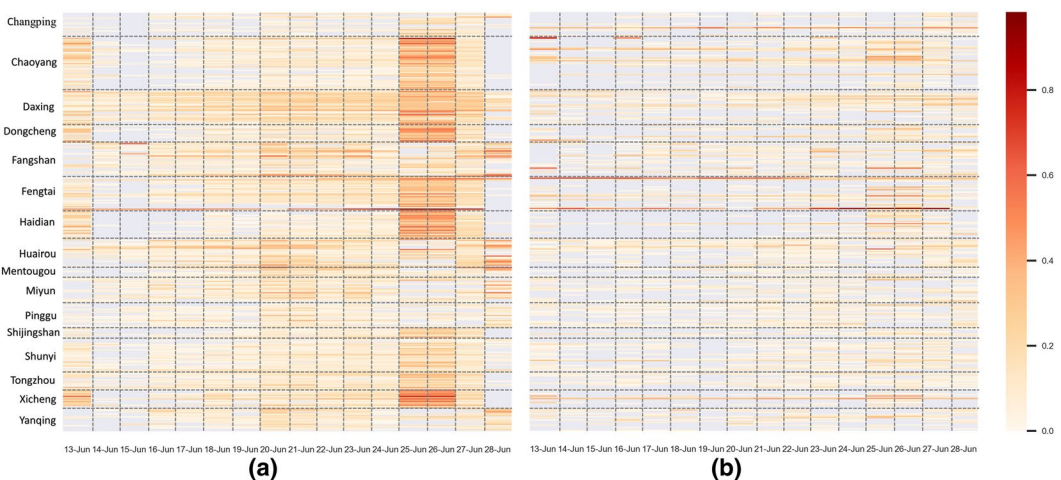 Changping
Chaoyang
Daxing
Dongcheng
Fangshan
Fengtai
Haidian
Huairou
Mentougou
Miyun
Pinggu
Shijingshan
Shunyi
Tongzhou
Xicheng
Yanqing
13-Jun 14-Jun 15-Jun 16-Jun 17-Jun 18-Jun 19-Jun 20-Jun 21-Jun 22-Jun 23-Jun 24-Jun 25-Jun 26-Jun 27-Jun 28-Jun
(a)
13-Jun 14-Jun 15-Jun 16-Jun 17-Jun 18-Jun 19-Jun 20-Jun 21-Jun 22-Jun 23-Jun 24-Jun 25-Jun 26-Jun 27-Jun 28-Jun
(b)
0.8
0.6
0.4
0.2
0.0